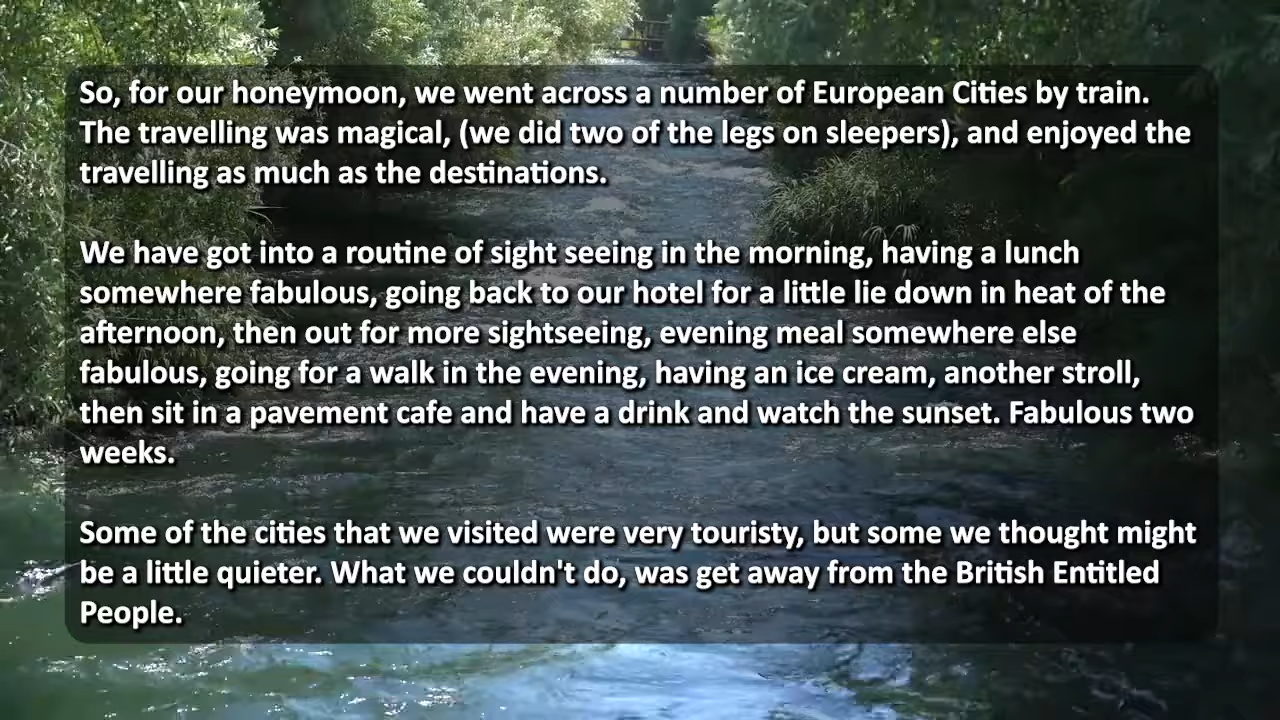 So, for our honeymoon, we went across a number of European Cities by train.
The travelling was magical, (we did two of the legs on sleepers), and enjoyed the
travelling as much as the destinations.
We have got into a routine of sight seeing in the morning, having a lunch
somewhere fabulous, going back to our hotel for a little lie down in heat of the
afternoon, then out for more sightseeing, evening meal somewhere else
fabulous, going for a walk in the evening, having an ice cream, another stroll,
then sit in a pavement cafe and have a drink and watch the sunset. Fabulous two
weeks.
Some of the cities that we visited were very touristy, but some we thought might
be a little quieter. What we couldn't do, was get away from the British Entitled
People.